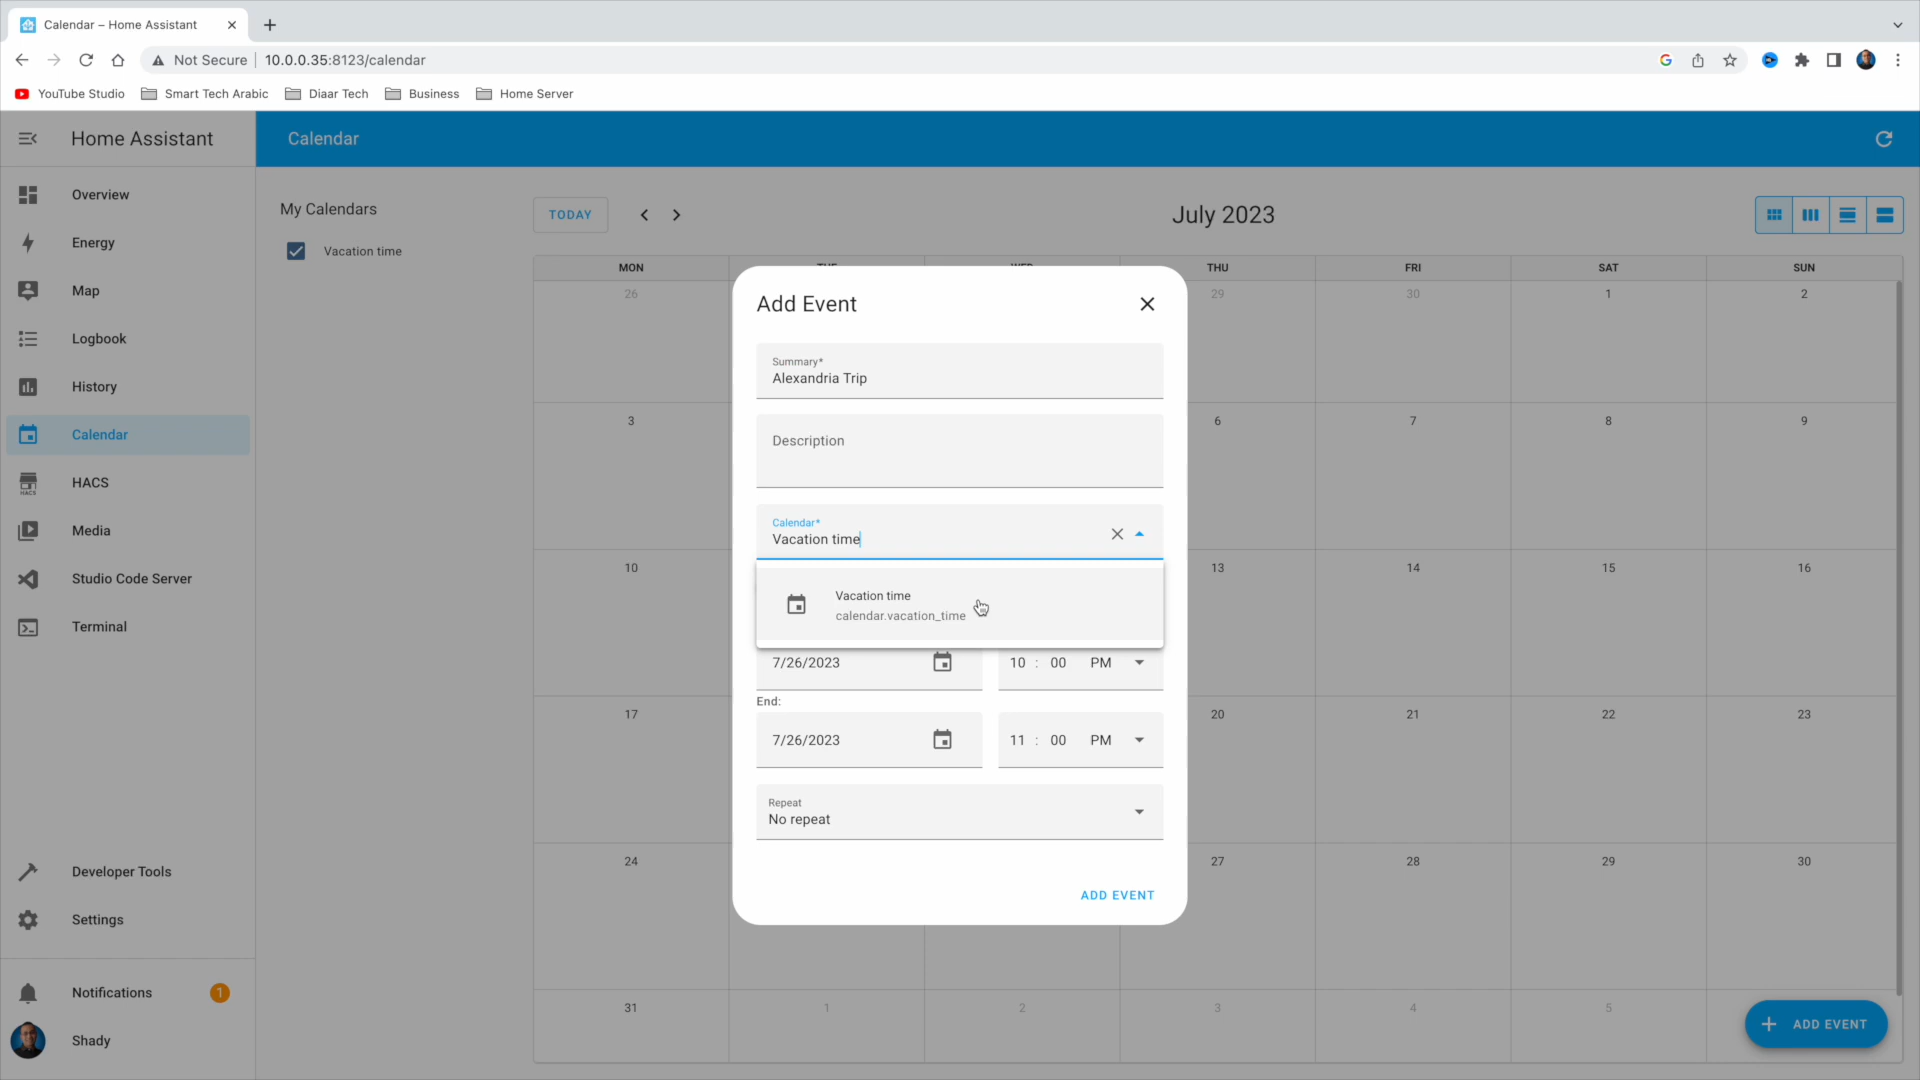 Calendar – Home Assistant
Not Secure
10.0.0.35:8123/calendar
YouTube Studio
Smart Tech Arabic
Diaar Tech
Business
Home Server
Home Assistant
Calendar
Overview
Energy
Map
Logbook
History
Calendar
HACS
HACS
Media
Studio Code Server
Terminal
Developer Tools
Settings
Notifications
1
Shady
My Calendars
Vacation time
TODAY
July 2023
MON THU FRI SAT SUN
26 29 30 1 2
3 6 7 8 9
10 13 14 15 16
17 20 21 22 23
24 27 28 29 30
31 1 2 3 4 5
Add Event
Summary*
Alexandria Trip
Description
Calendar*
Vacation time
Vacation time
calendar.vacation_time
7/26/2023 10 : 00 PM
End:
7/26/2023 11 : 00 PM
Repeat
No repeat
ADD EVENT
ADD EVENT